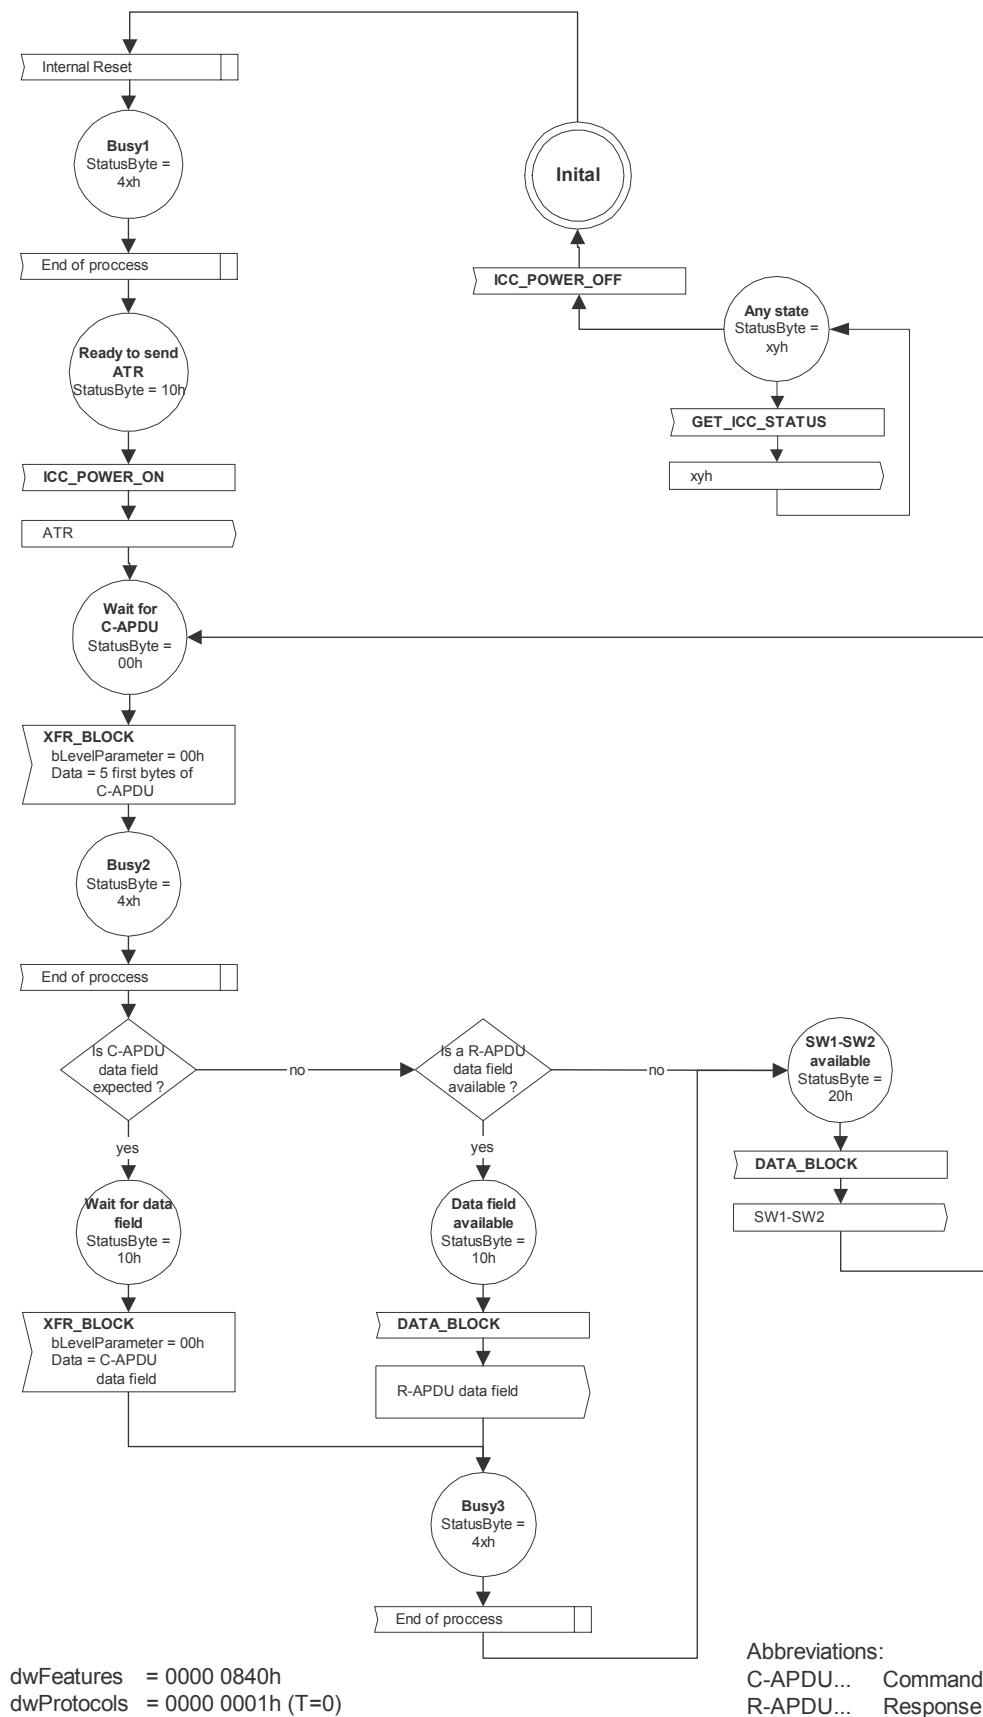 Internal Reset
Busy1
StatusByte =
4xh
End of proccess
Ready to send
ATR
StatusByte = 10h
ICC_POWER_ON
ATR
Wait for
C-APDU
StatusByte =
00h
XFR_BLOCK
bLevelParameter = 00h
Data = 5 first bytes of
C-APDU
Busy2
StatusByte =
4xh
End of proccess
Is C-APDU
data field
expected ?
no
yes
Wait for data
field
StatusByte =
10h
XFR_BLOCK
bLevelParameter = 00h
Data = C-APDU
data field
Is a R-APDU
data field
available ?
no
yes
Data field
available
StatusByte =
10h
DATA_BLOCK
R-APDU data field
Busy3
StatusByte =
4xh
End of proccess
SW1-SW2
available
StatusByte =
20h
DATA_BLOCK
SW1-SW2
Inital
ICC_POWER_OFF
Any state
StatusByte =
xyh
GET_ICC_STATUS
xyh
dwFeatures = 0000 0840h
dwProtocols = 0000 0001h (T=0)
Abbreviations:
C-APDU... Command
R-APDU... Response